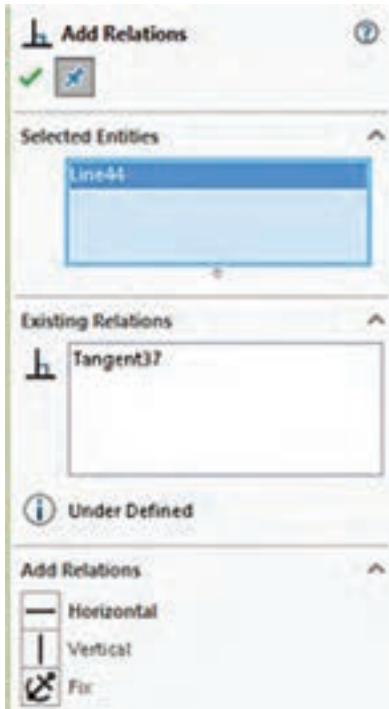 Add Relations
Selected Entities
Line44
Existing Relations
Tangent37
Under Defined
Add Relations
Horizontal
Vertical
Fix